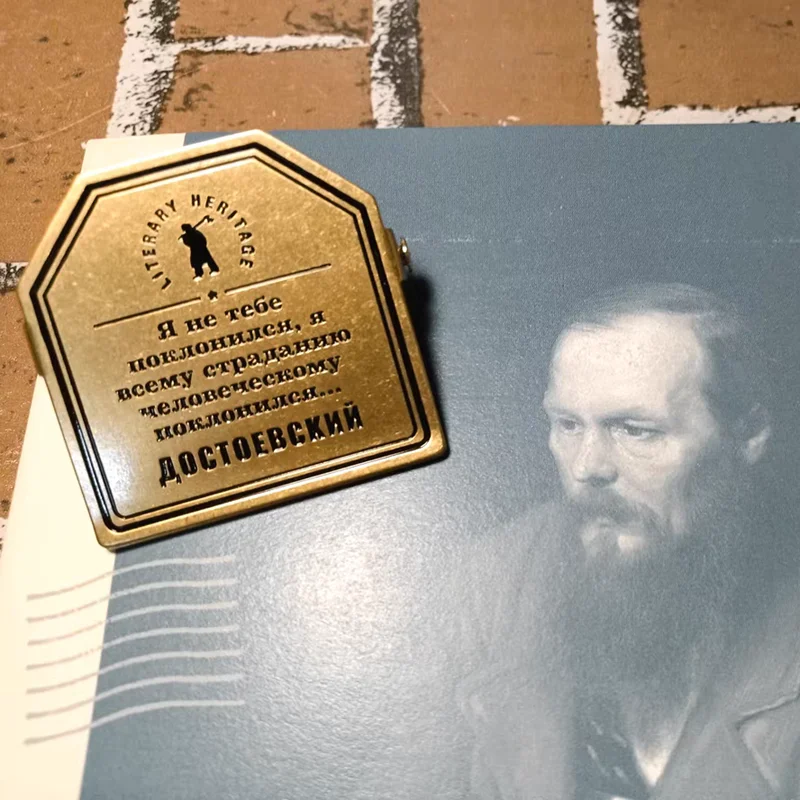 LITERARY HERITAGE
Я не тебе
поклонился, я
всему страданию
человеческому
поклонился...
ДОСТОЕВСКИЙ